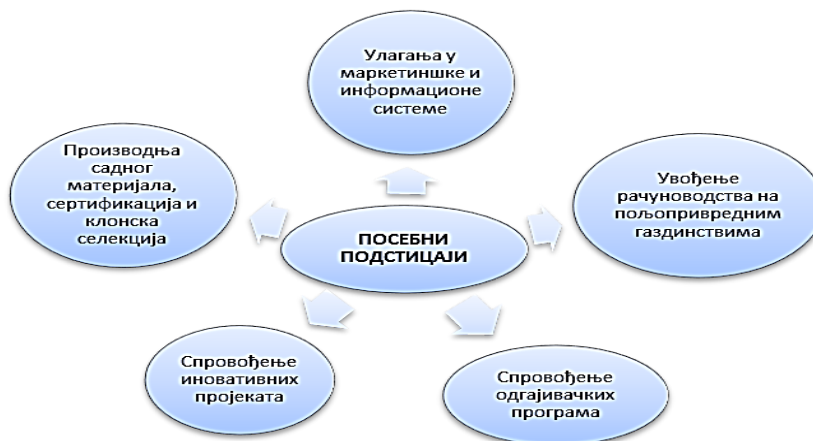 Улагања у
маркетиншке и
информационе
системе
Производња
садног
материјала,
сертификација и
клонска
селекција
Увођење
рачуноводства на
пољопривредним
газдинствима
ПОСЕБНИ
ПОДСТИЦАЈИ
Спровођење
иновативних
пројеката
Спровођење
одгајивачких
програма